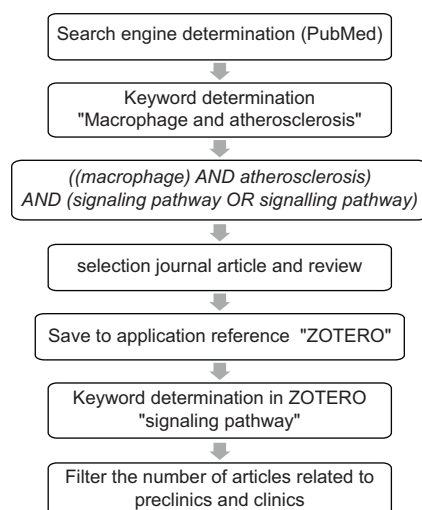 Search engine determination (PubMed)
Keyword determination
"Macrophage and atherosclerosis"
((macrophage) AND atherosclerosis)
AND (signaling pathway OR signalling pathway)
selection journal article and review
Save to application reference "ZOTERO"
Keyword determination in ZOTERO
"signaling pathway"
Filter the number of articles related to
preclinics and clinics